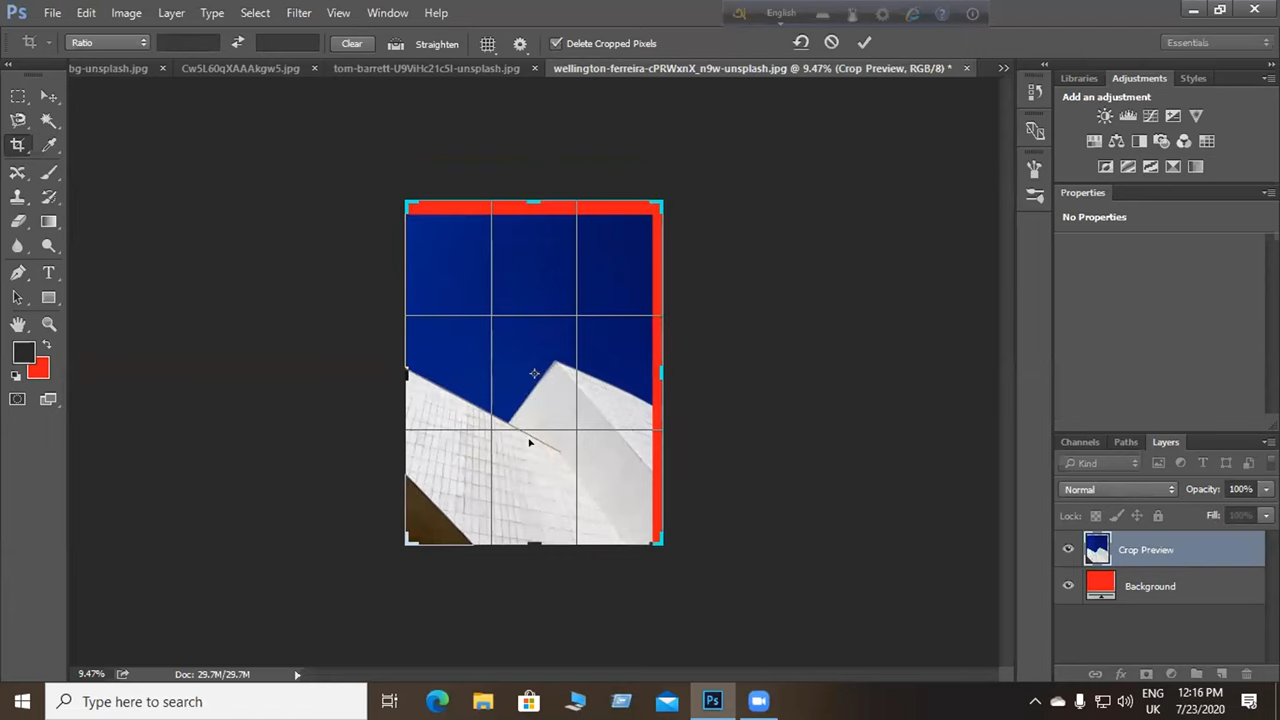 Ps File Edit Image Layer Type Select Filter View Window Help
English
Ratio Clear Straighten Delete Cropped Pixels Essentials
bg-unsplash.jpg × Cw5L60qXAAAkgw5.jpg × tom-barrett-U9ViHc21cSI-unsplash.jpg × wellington-ferreira-cPRWxnX_n9w-unsplash.jpg @ 9.47% (Crop Preview, RGB/8) * ×
Libraries Adjustments Styles
Add an adjustment
Properties
No Properties
Channels Paths Layers
Kind
Normal Opacity: 100%
Lock: Fill: 100%
Crop Preview
Background
9.47% Doc: 29.7M/29.7M
Type here to search
Ps
ENG
UK
12:16 PM
7/23/2020